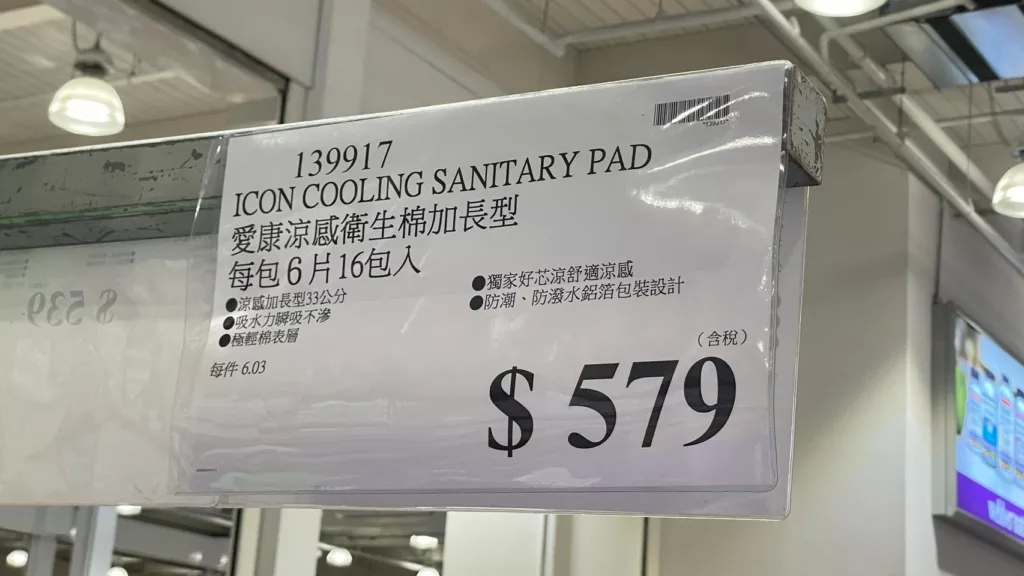 139917
ICON COOLING SANITARY PAD
愛康涼感衛生棉加長型
每包6片16包入
●涼感加長型33公分
●吸水力瞬吸不滲
●極輕棉表層
●獨家好芯涼舒適涼感
●防潮、防潑水鋁箔包裝設計
每件 6.03
(含稅)
$ 579
$ 539